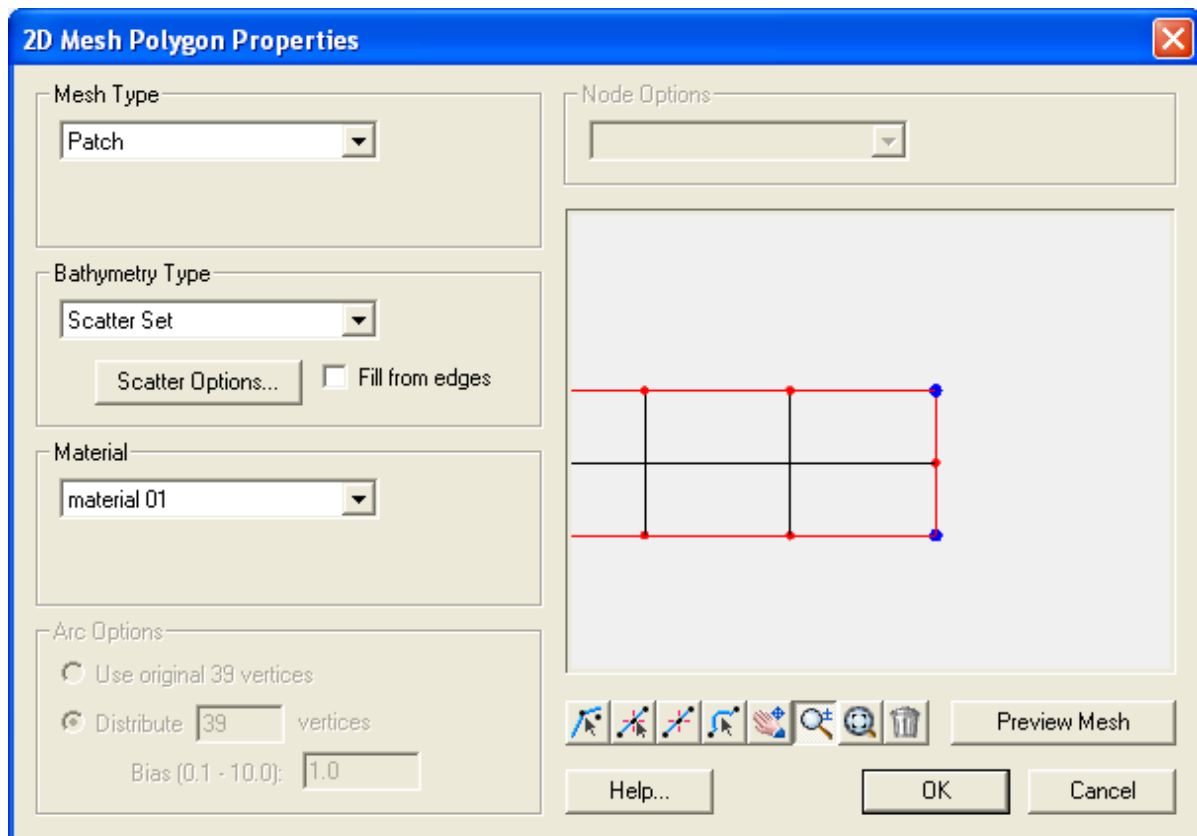 2D Mesh Polygon Properties
Mesh Type
Patch
Bathymetry Type
Scatter Set
Scatter Options...
Fill from edges
Material
material 01
Arc Options
Use original 39 vertices
Distribute 39 vertices
Bias (0.1 - 10.0): 1.0
Node Options
Preview Mesh
Help...
OK
Cancel